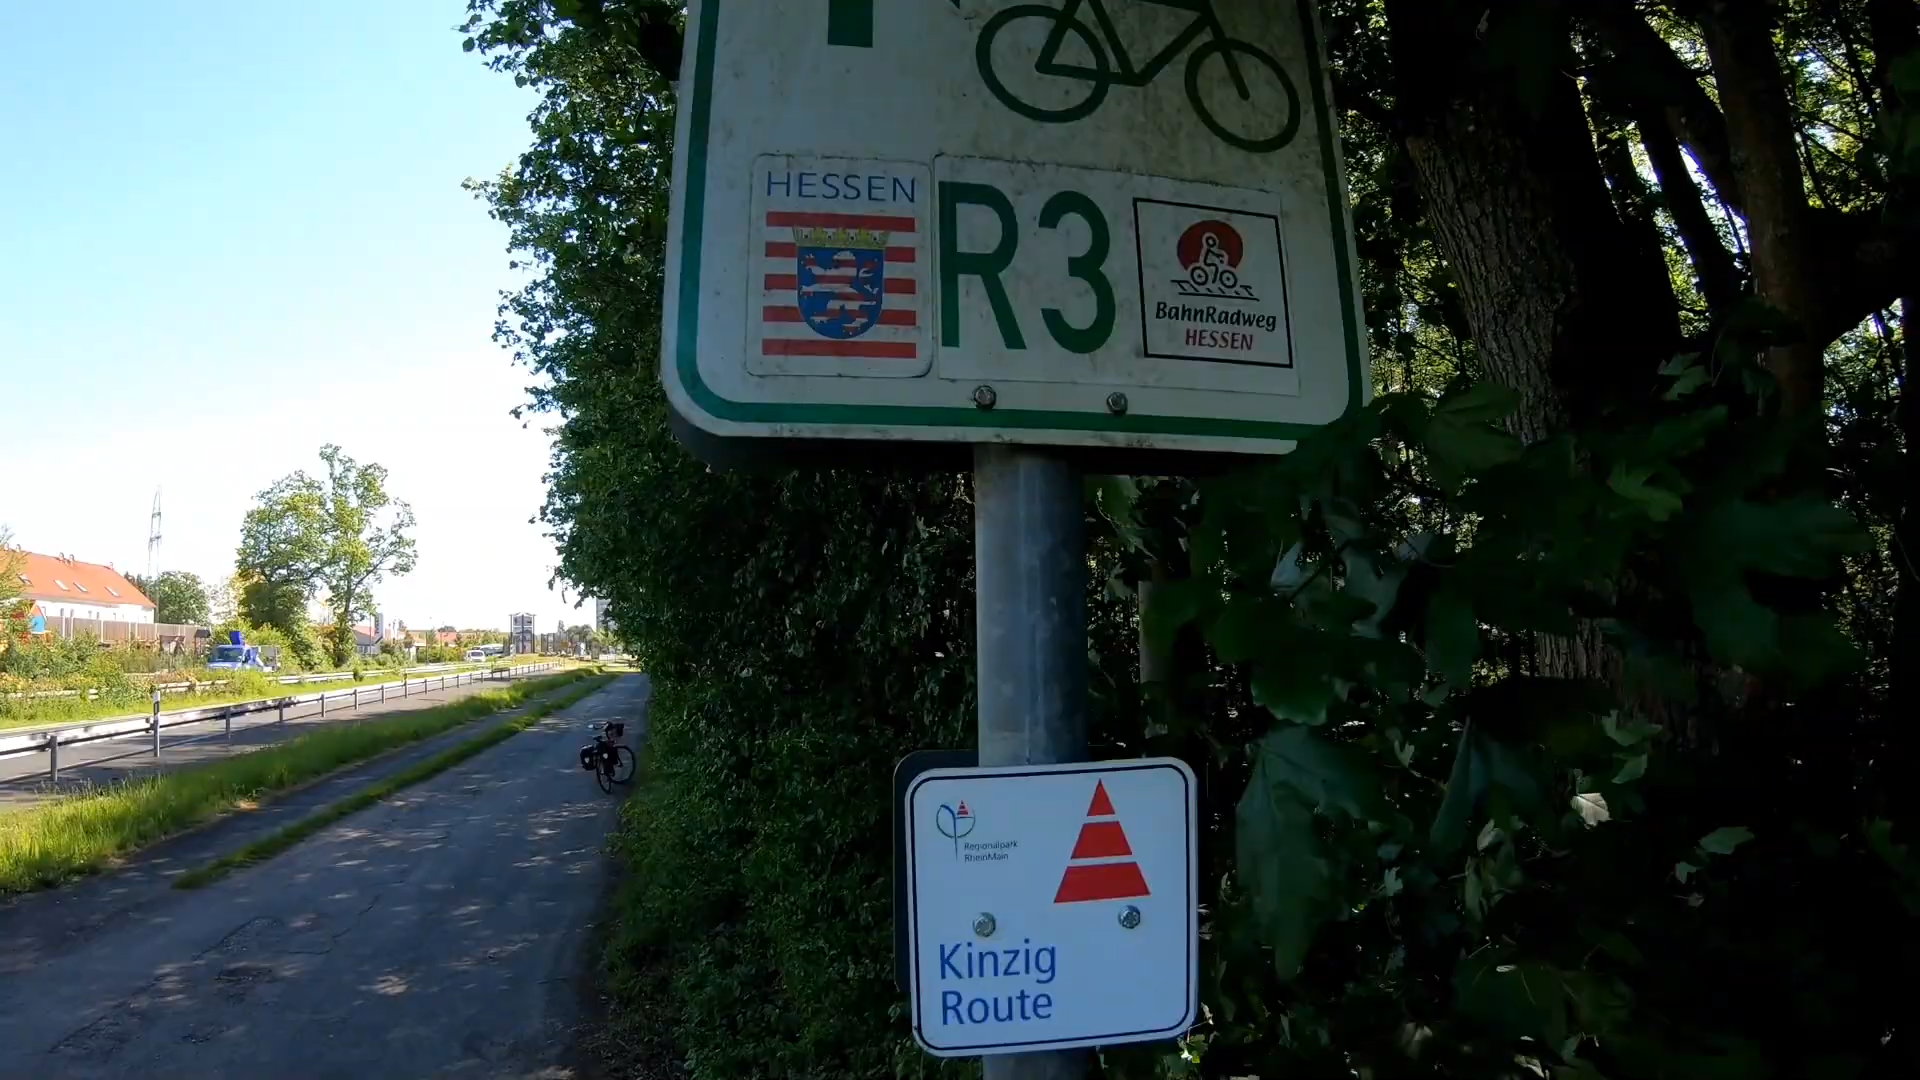 HESSEN
R3
BahnRadweg
HESSEN
Regionalpark
RheinMain
Kinzig
Route